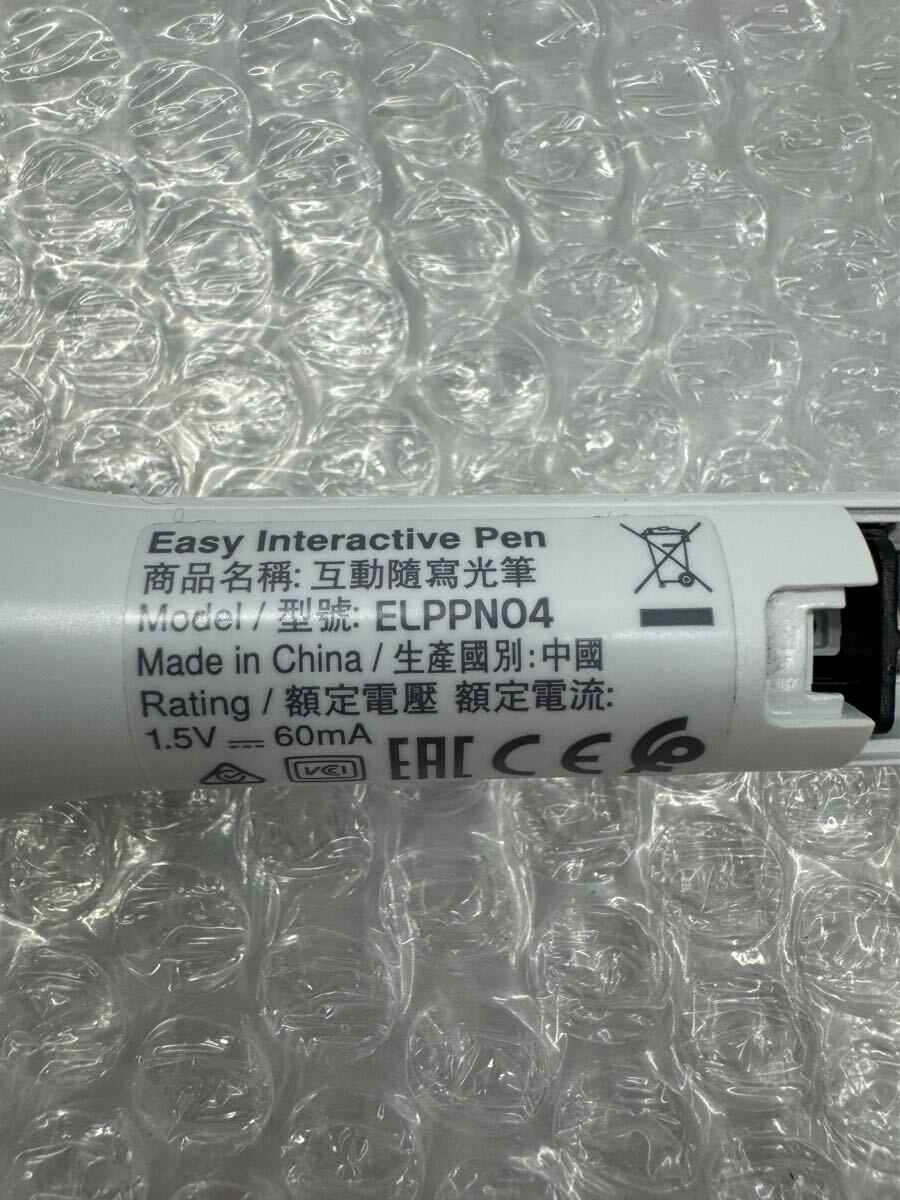 Easy Interactive Pen
商品名稱: 互動隨寫光筆
Model / 型號: ELPPN04
Made in China / 生產國別:中國
Rating / 額定電壓 額定電流:
1.5V ⎓ 60mA
VCI EAC CE